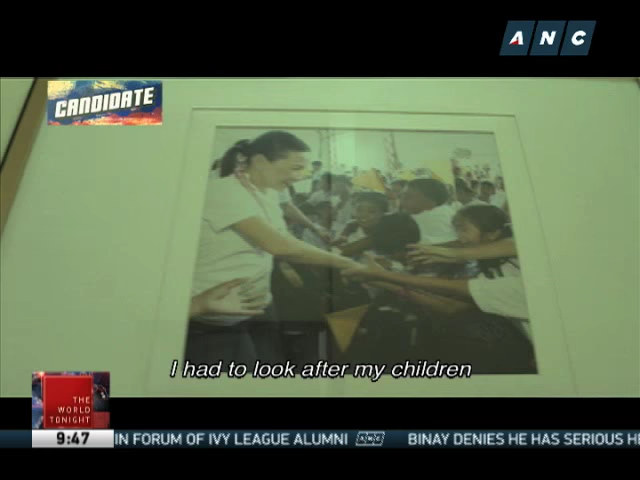 ANC
CANDIDATE
I had to look after my children
THE
WORLD
TONIGHT
9:47 IN FORUM OF IVY LEAGUE ALUMNI ANC BINAY DENIES HE HAS SERIOUS HE